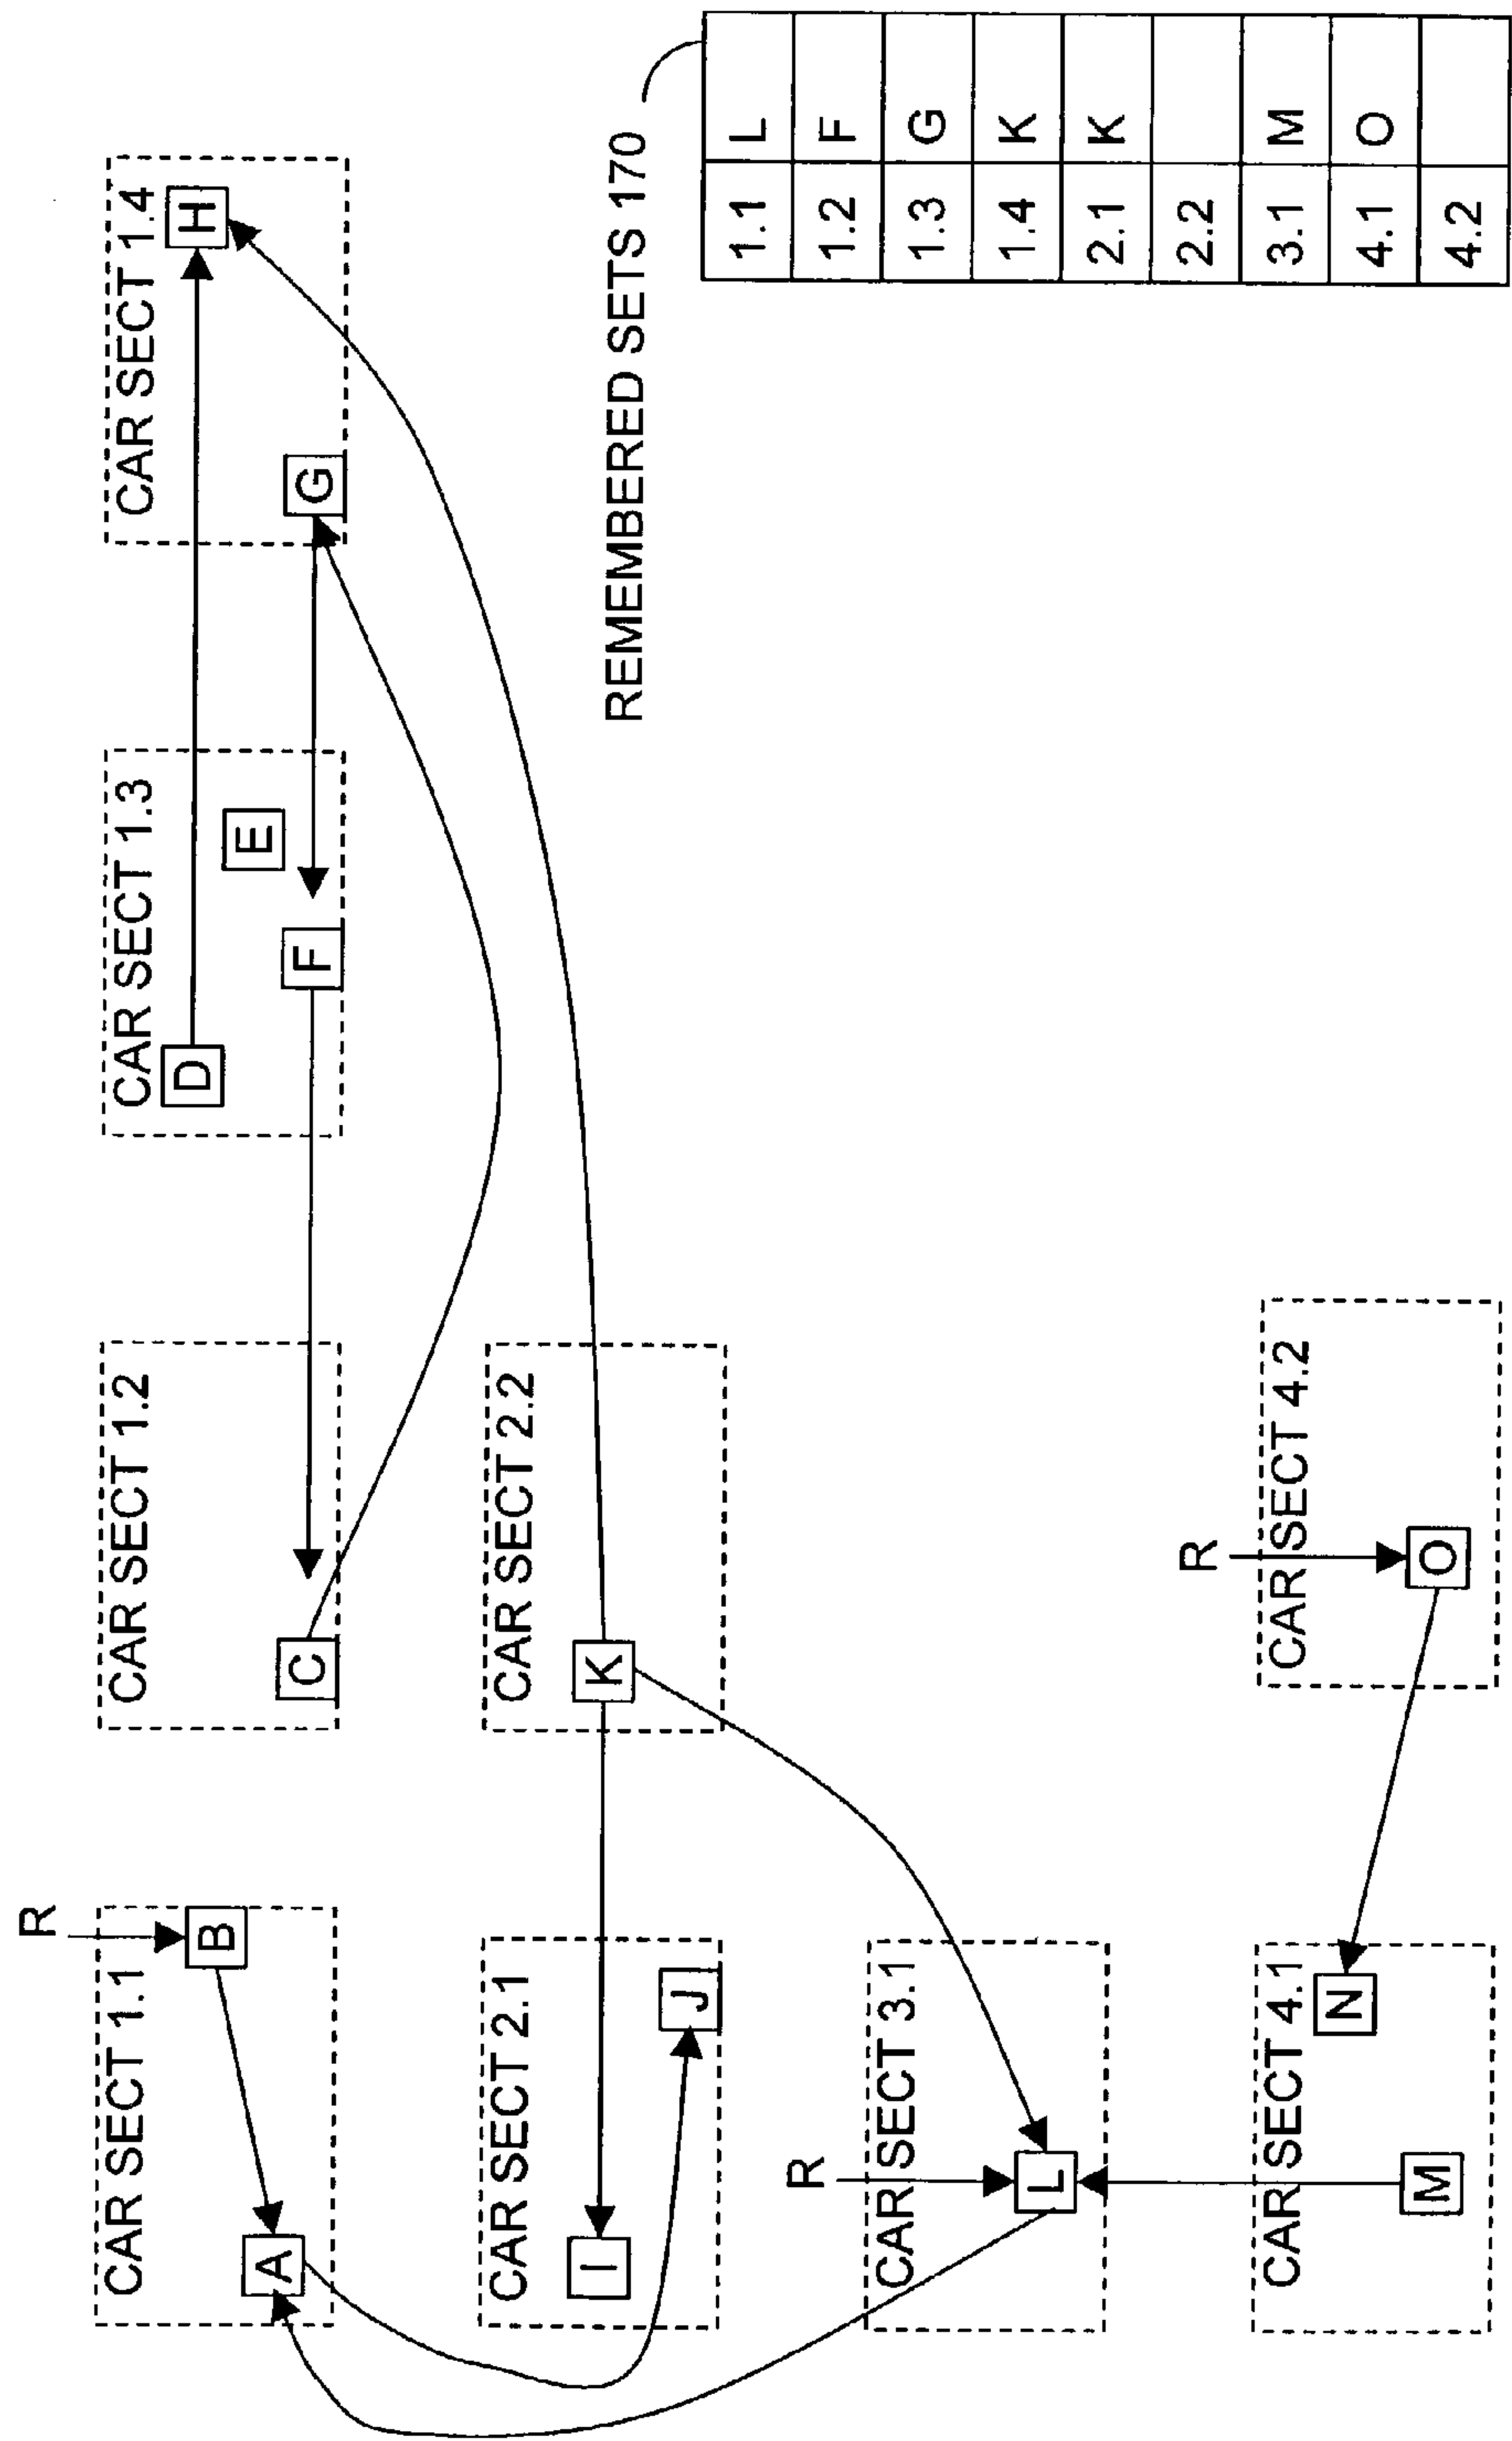 R
CAR SECT 1.1
B
A
CAR SECT 1.2
C
CAR SECT 1.3
D
E
F
CAR SECT 1.4
H
G
CAR SECT 2.1
I
J
CAR SECT 2.2
K
R
CAR SECT 3.1
L
CAR SECT 4.1
N
M
R
CAR SECT 4.2
O
REMEMBERED SETS 170
1.1 L
1.2 F
1.3 G
1.4 K
2.1 K
2.2
3.1 M
4.1 O
4.2